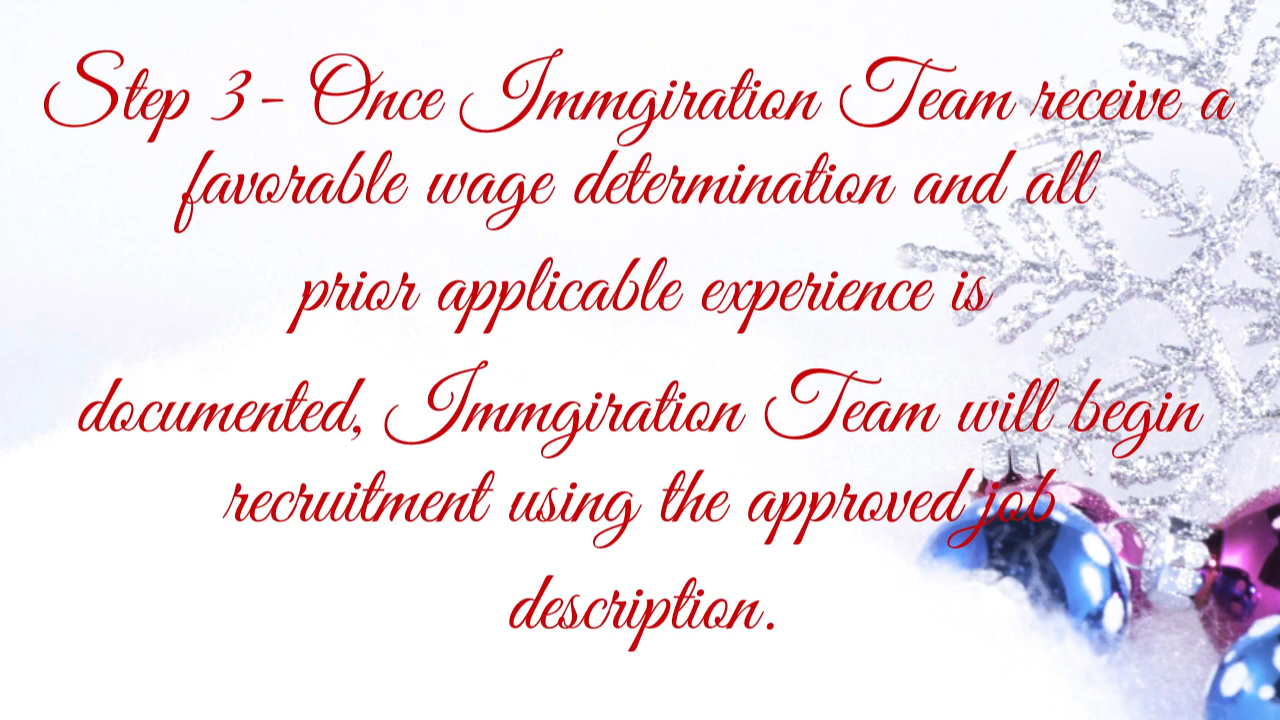 Step 3- Once Immgiration Team receive a
favorable wage determination and all
prior applicable experience is
documented, Immgiration Team will begin
recruitment using the approved job
description.